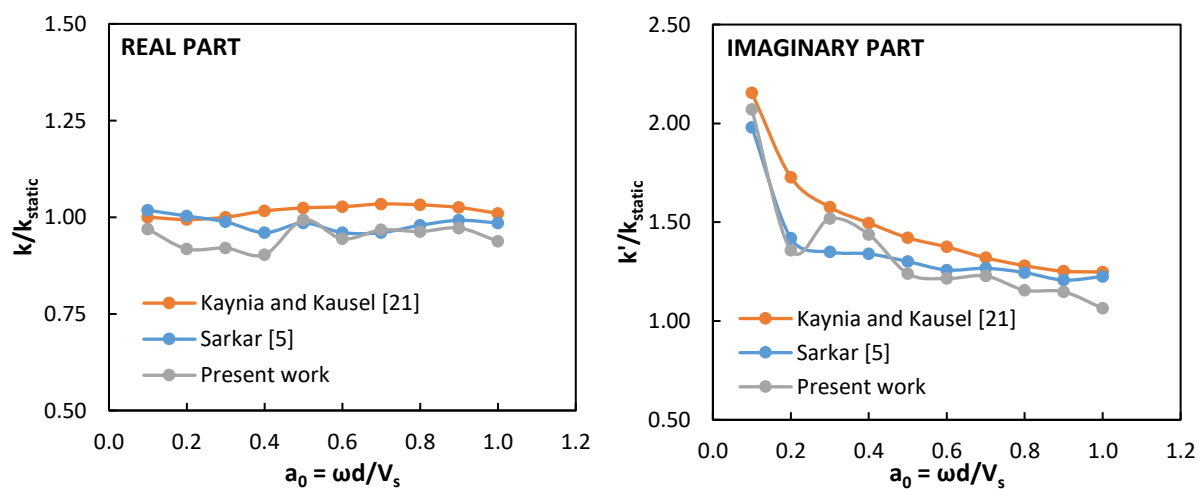 REAL PART
1.50
1.25
1.00
0.75
0.50
k/k_static
Kaynia and Kausel [21]
Sarkar [5]
Present work
0.0 0.2 0.4 0.6 0.8 1.0 1.2
a₀ = ωd/Vₛ
IMAGINARY PART
2.50
2.00
1.50
1.00
0.50
k'/k_static
Kaynia and Kausel [21]
Sarkar [5]
Present work
0.0 0.2 0.4 0.6 0.8 1.0 1.2
a₀ = ωd/Vₛ